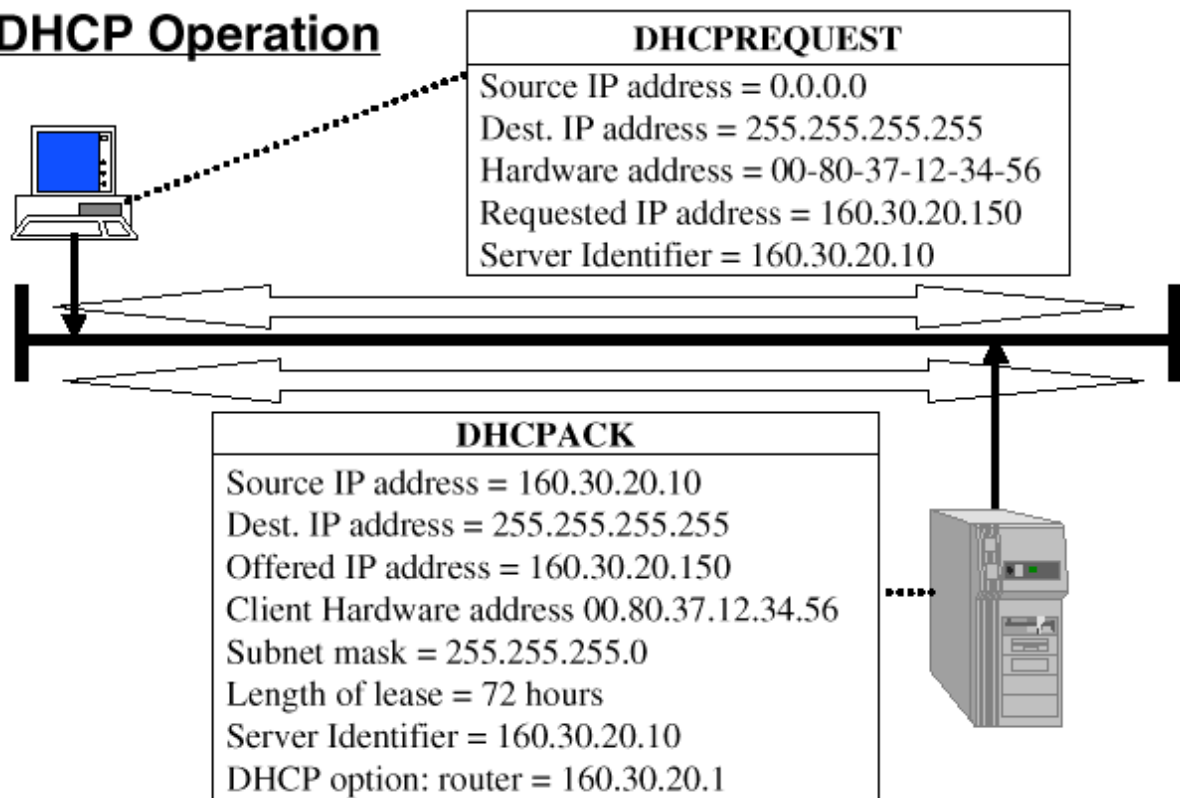 DHCP Operation
DHCPREQUEST
Source IP address = 0.0.0.0
Dest. IP address = 255.255.255.255
Hardware address = 00-80-37-12-34-56
Requested IP address = 160.30.20.150
Server Identifier = 160.30.20.10
DHCPACK
Source IP address = 160.30.20.10
Dest. IP address = 255.255.255.255
Offered IP address = 160.30.20.150
Client Hardware address 00.80.37.12.34.56
Subnet mask = 255.255.255.0
Length of lease = 72 hours
Server Identifier = 160.30.20.10
DHCP option: router = 160.30.20.1